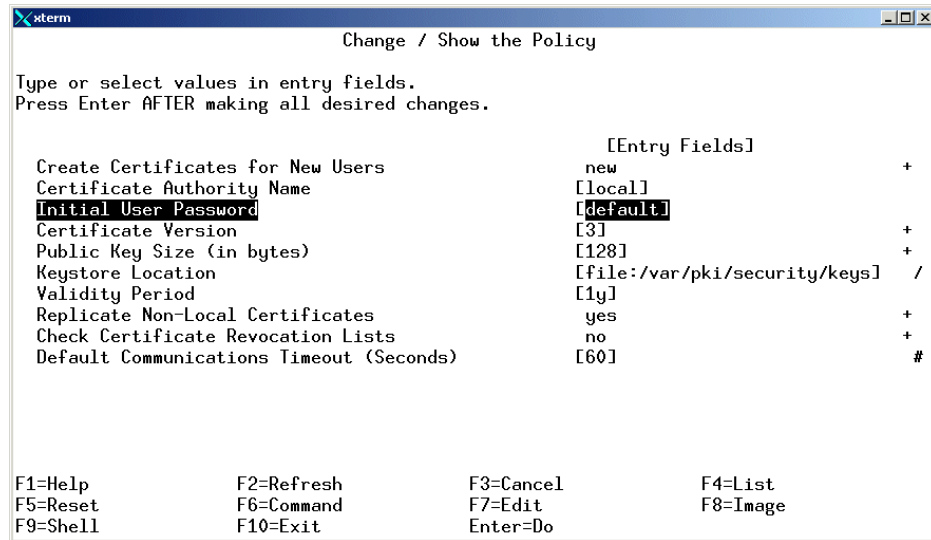 xterm
Change / Show the Policy
Type or select values in entry fields.
Press Enter AFTER making all desired changes.
[Entry Fields]
Create Certificates for New Users new +
Certificate Authority Name [local]
Initial User Password [default]
Certificate Version [3] +
Public Key Size (in bytes) [128] +
Keystore Location [file:/var/pki/security/keys] /
Validity Period [1y]
Replicate Non-Local Certificates yes +
Check Certificate Revocation Lists no +
Default Communications Timeout (Seconds) [60] #
F1=Help F2=Refresh F3=Cancel F4=List
F5=Reset F6=Command F7=Edit F8=Image
F9=Shell F10=Exit Enter=Do